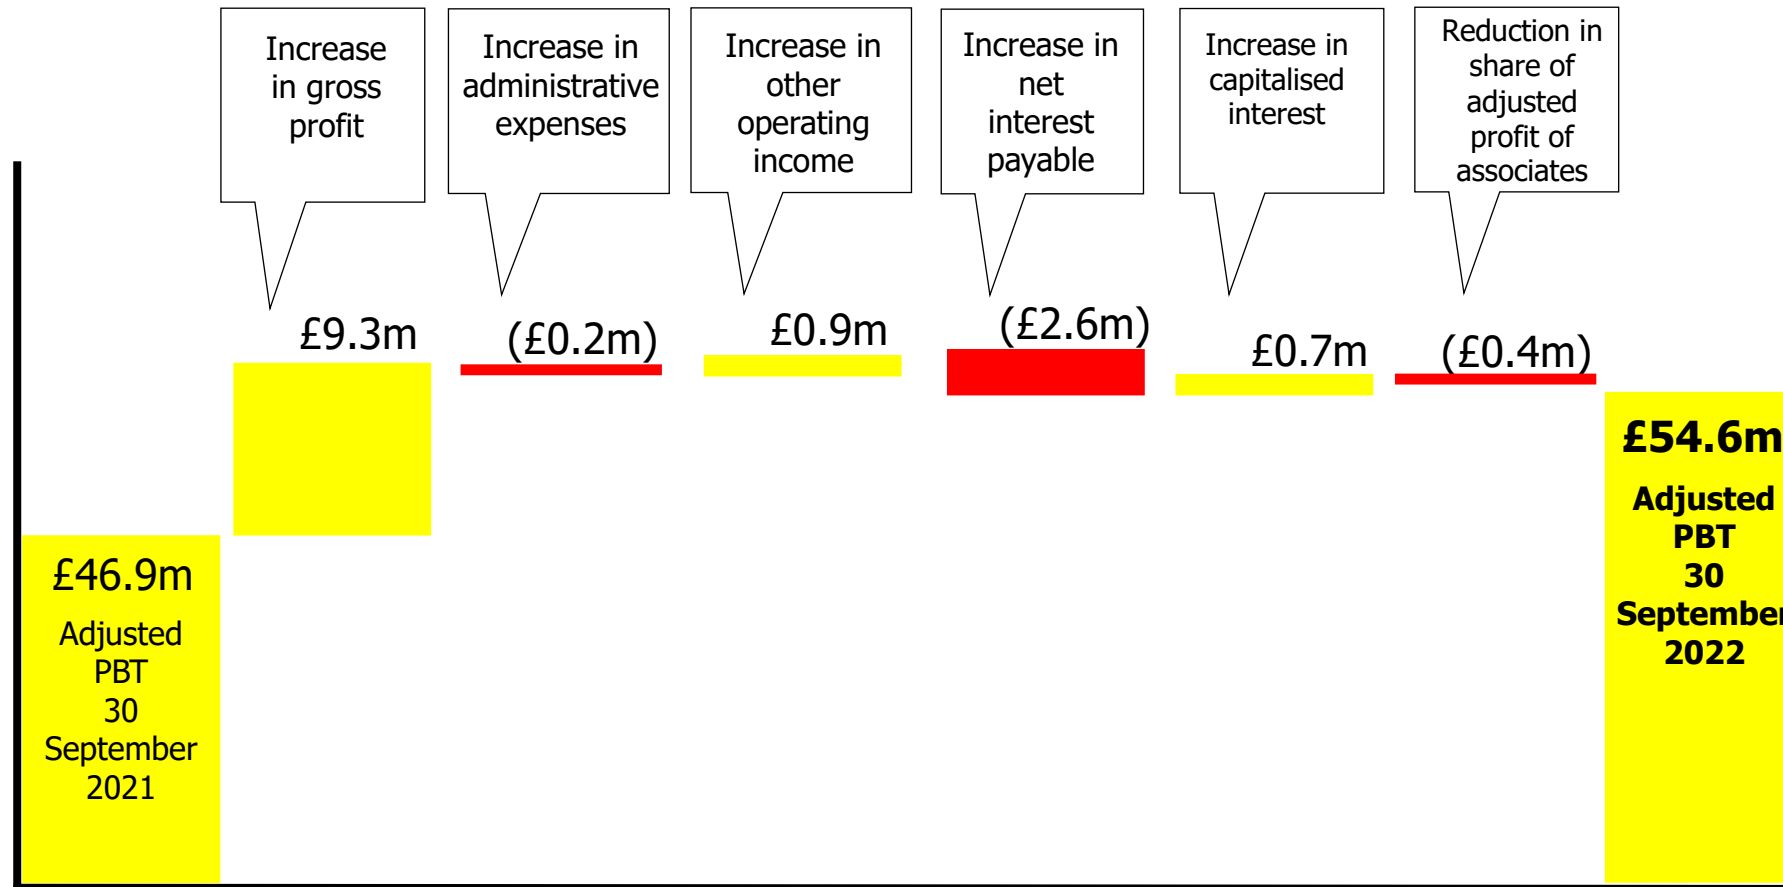 Increase
in gross
profit
Increase in
administrative
expenses
Increase in
other
operating
income
Increase in
net
interest
payable
Increase in
capitalised
interest
Reduction in
share of
adjusted
profit of
associates
£9.3m
(£0.2m)
£0.9m
(£2.6m)
£0.7m
(£0.4m)
£46.9m
Adjusted
PBT
30
September
2021
£54.6m
Adjusted
PBT
30
September
2022